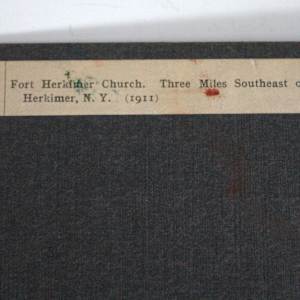 Fort Herkimer Church. Three Miles Southeast
Herkimer, N. Y. (1911)